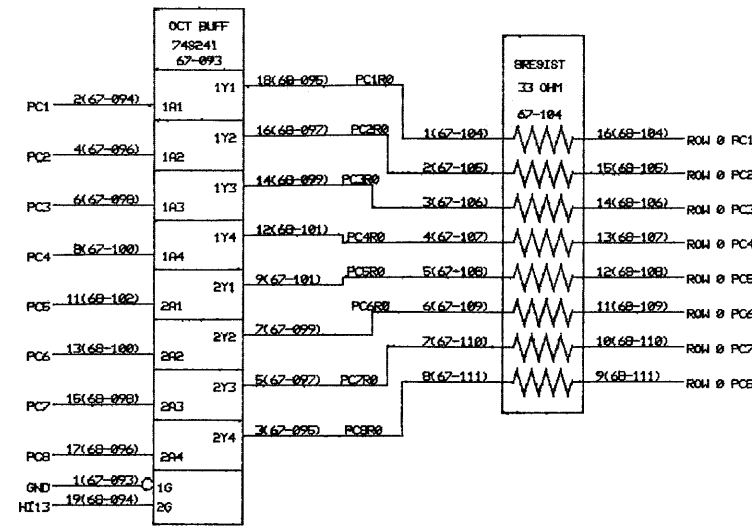 OCT BUFF
74S241
67-093
8RESIST
33 OHM
67-104
PC1 2(67-094) 1A1 1Y1 18(68-095) PC1R0 1(67-104) 16(68-104) ROW 0 PC1
PC2 4(67-096) 1A2 1Y2 16(68-097) PC2R0 2(67-105) 15(68-105) ROW 0 PC2
PC3 6(67-098) 1A3 1Y3 14(68-099) PC3R0 3(67-106) 14(68-106) ROW 0 PC3
PC4 8(67-100) 1A4 1Y4 12(68-101) PC4R0 4(67-107) 13(68-107) ROW 0 PC4
PC5 11(68-102) 2A1 2Y1 9(67-101) PC5R0 5(67-108) 12(68-108) ROW 0 PC5
PC6 13(68-100) 2A2 2Y2 7(67-099) PC6R0 6(67-109) 11(68-109) ROW 0 PC6
PC7 15(68-098) 2A3 2Y3 5(67-097) PC7R0 7(67-110) 10(68-110) ROW 0 PC7
PC8 17(68-096) 2A4 2Y4 3(67-095) PC8R0 8(67-111) 9(68-111) ROW 0 PC8
GND 1(67-093) 1G
HI13 19(68-094) 2G